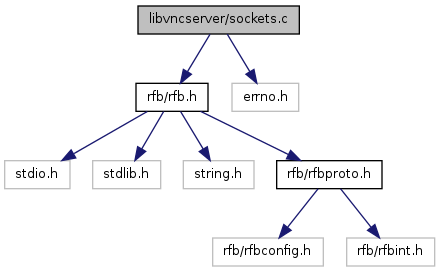 libvncserver/sockets.c
rfb/rfb.h
errno.h
stdio.h
stdlib.h
string.h
rfb/rfbproto.h
rfb/rfbconfig.h
rfb/rfbint.h